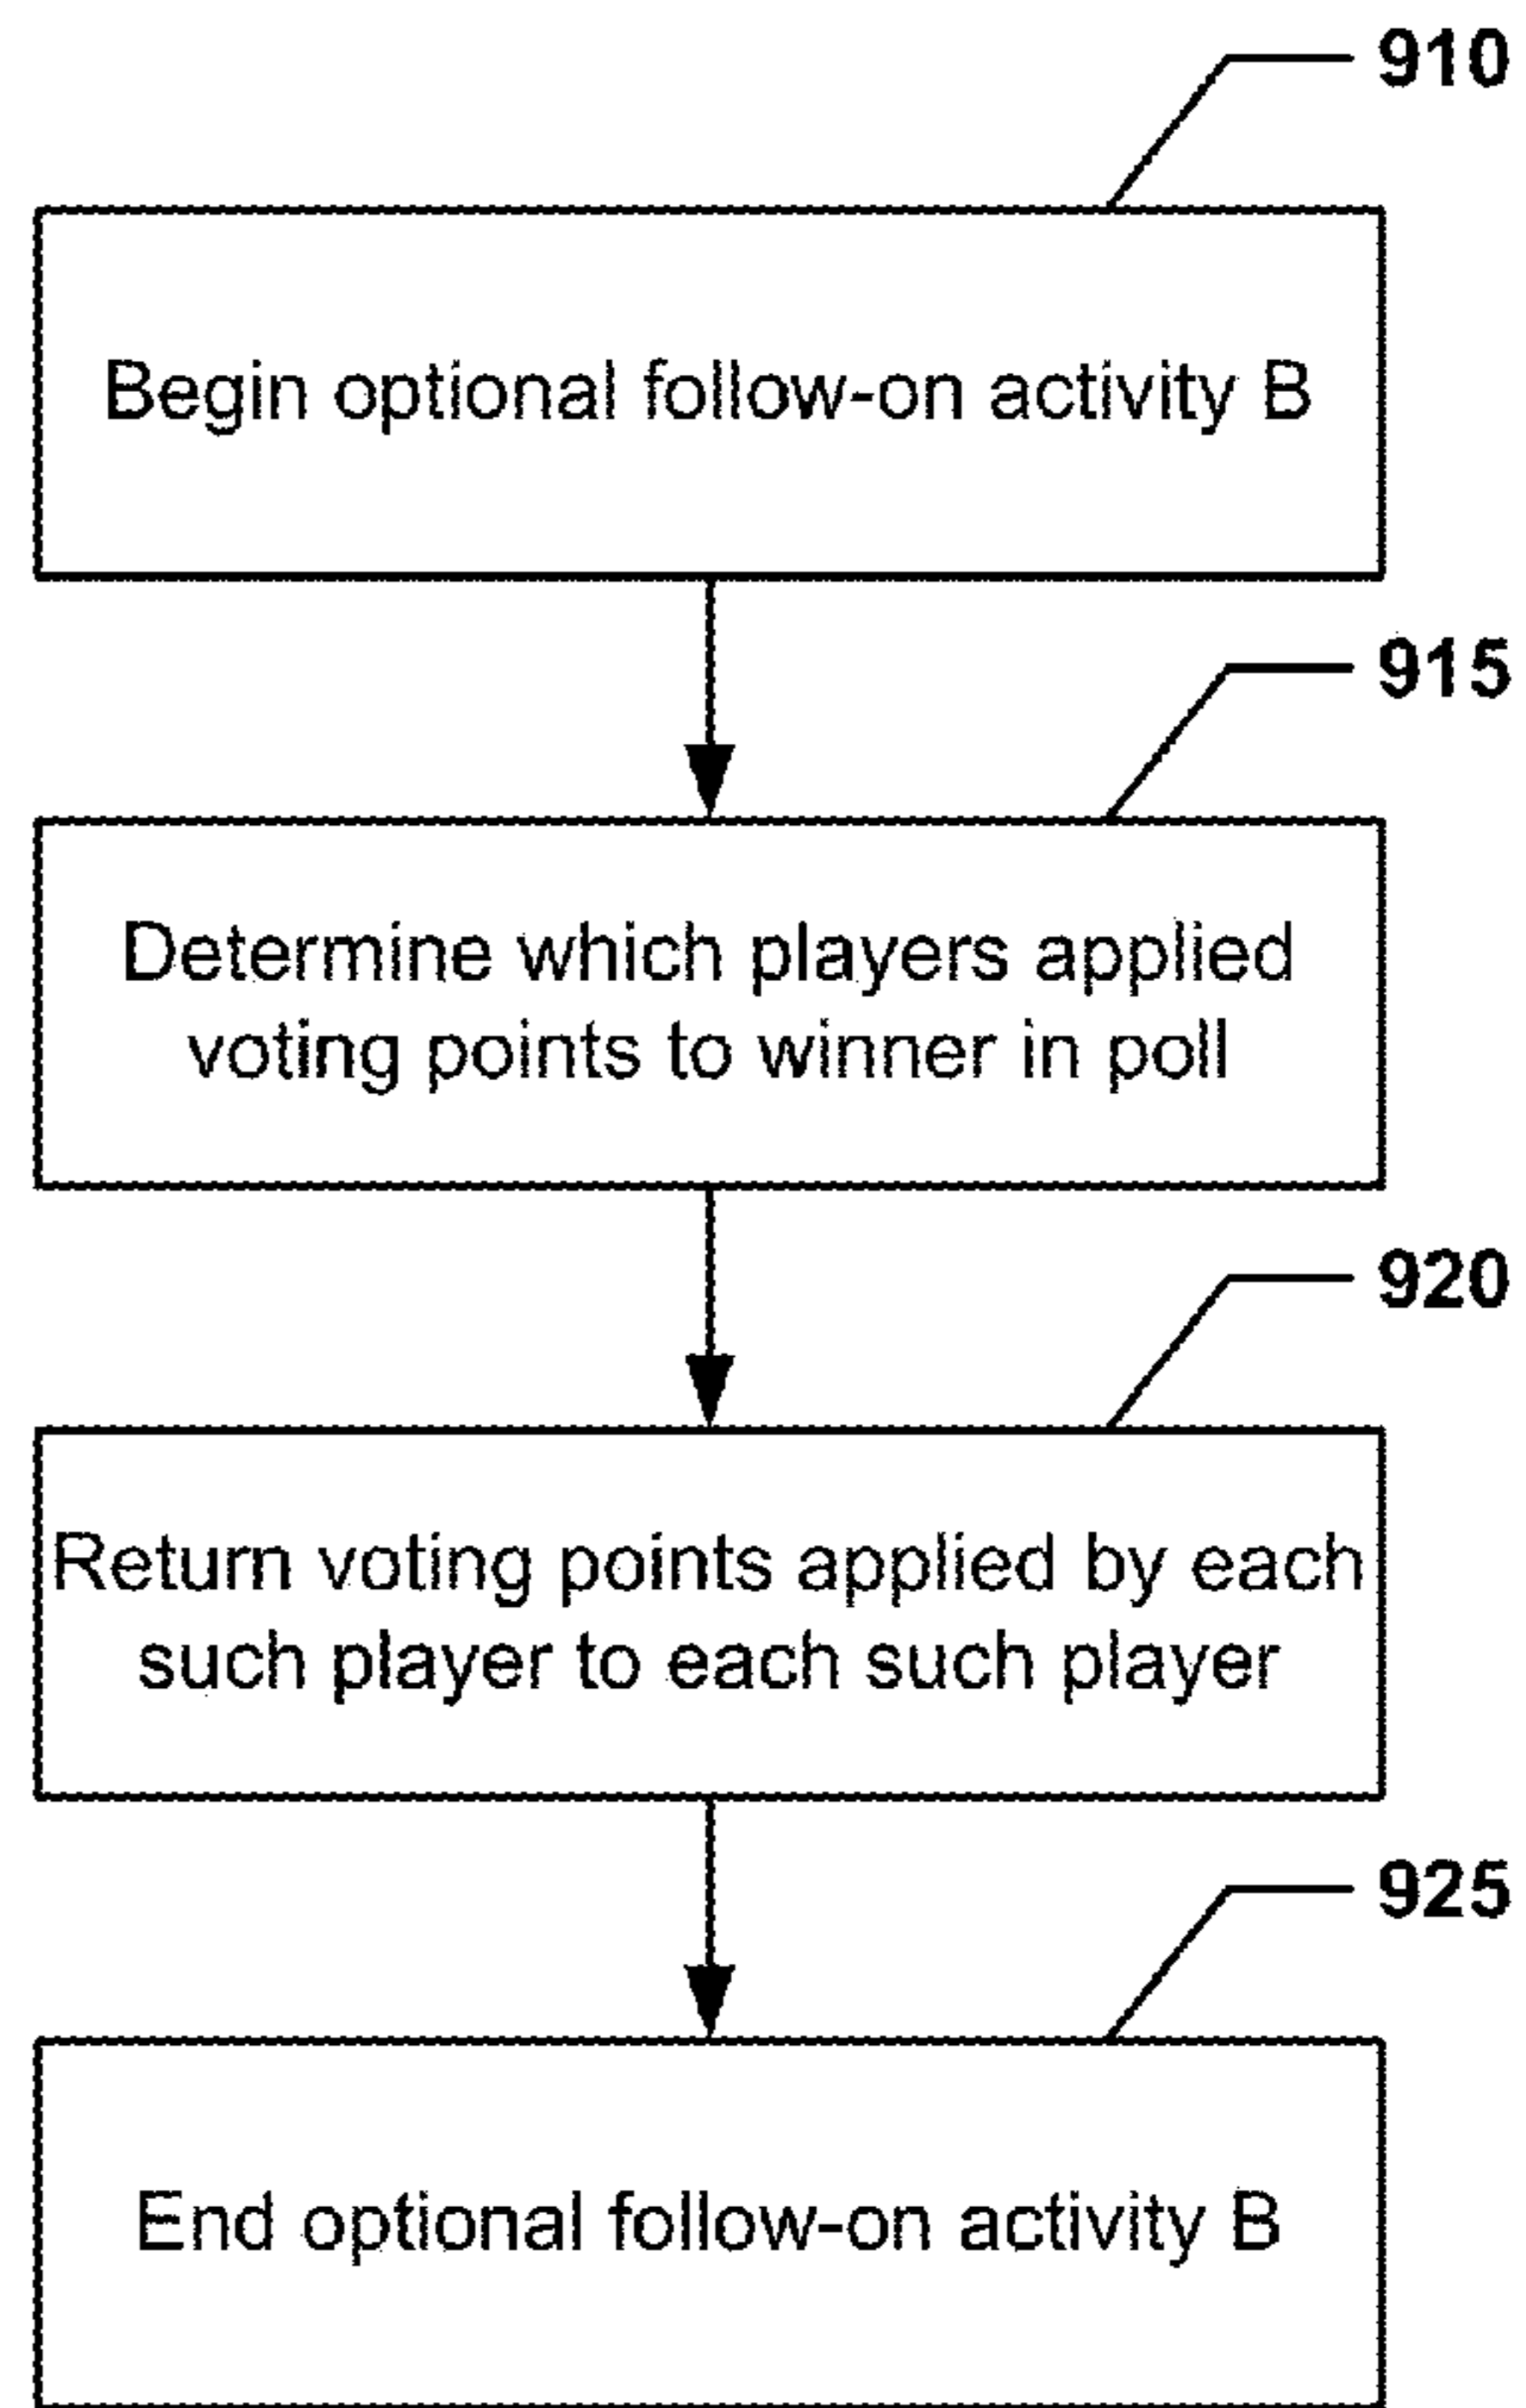 910
Begin optional follow-on activity B
915
Determine which players applied
voting points to winner in poll
920
Return voting points applied by each
such player to each such player
925
End optional follow-on activity B